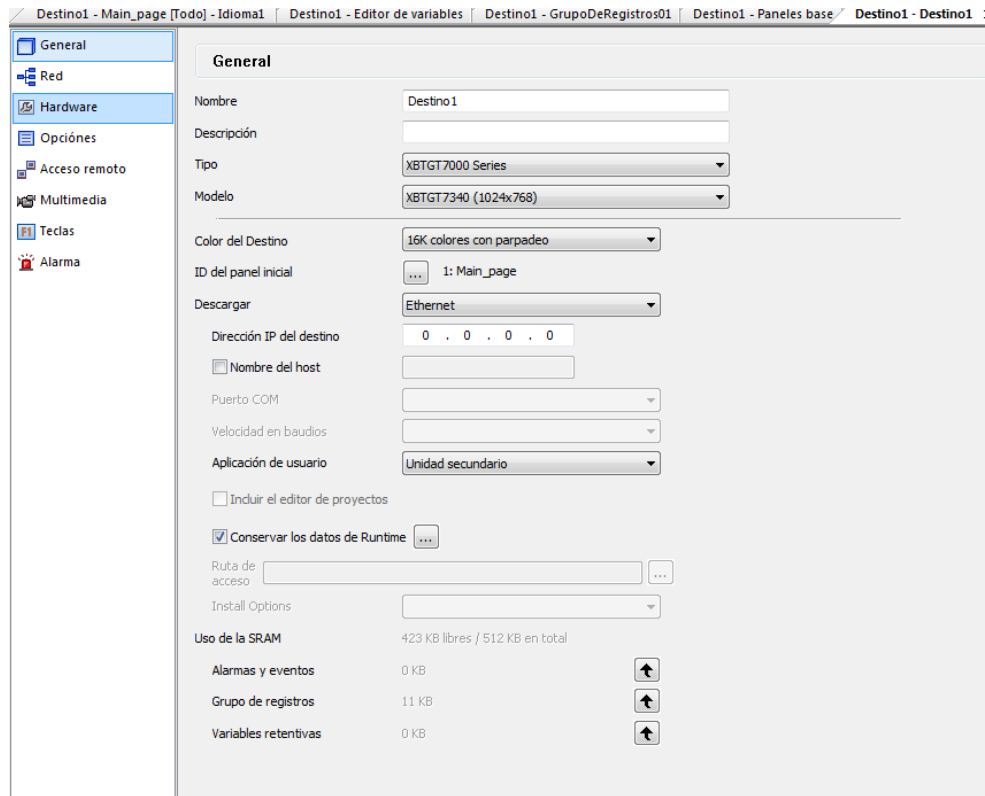 Destino1 - Main_page [Todo] - Idioma1 Destino1 - Editor de variables Destino1 - GrupoDeRegistros01 Destino1 - Paneles base Destino1 - Destino1
General
Red
Hardware
Opciónes
Acceso remoto
Multimedia
F1 Teclas
Alarma
General
Nombre Destino1
Descripción
Tipo XBTGT7000 Series
Modelo XBTGT7340 (1024x768)
Color del Destino 16K colores con parpadeo
ID del panel inicial ... 1: Main_page
Descargar Ethernet
Dirección IP del destino 0 . 0 . 0 . 0
Nombre del host
Puerto COM
Velocidad en baudios
Aplicación de usuario Unidad secundario
Incluir el editor de proyectos
Conservar los datos de Runtime ...
Ruta de
acceso ...
Install Options
Uso de la SRAM 423 KB libres / 512 KB en total
Alarmas y eventos 0 KB
Grupo de registros 11 KB
Variables retentivas 0 KB